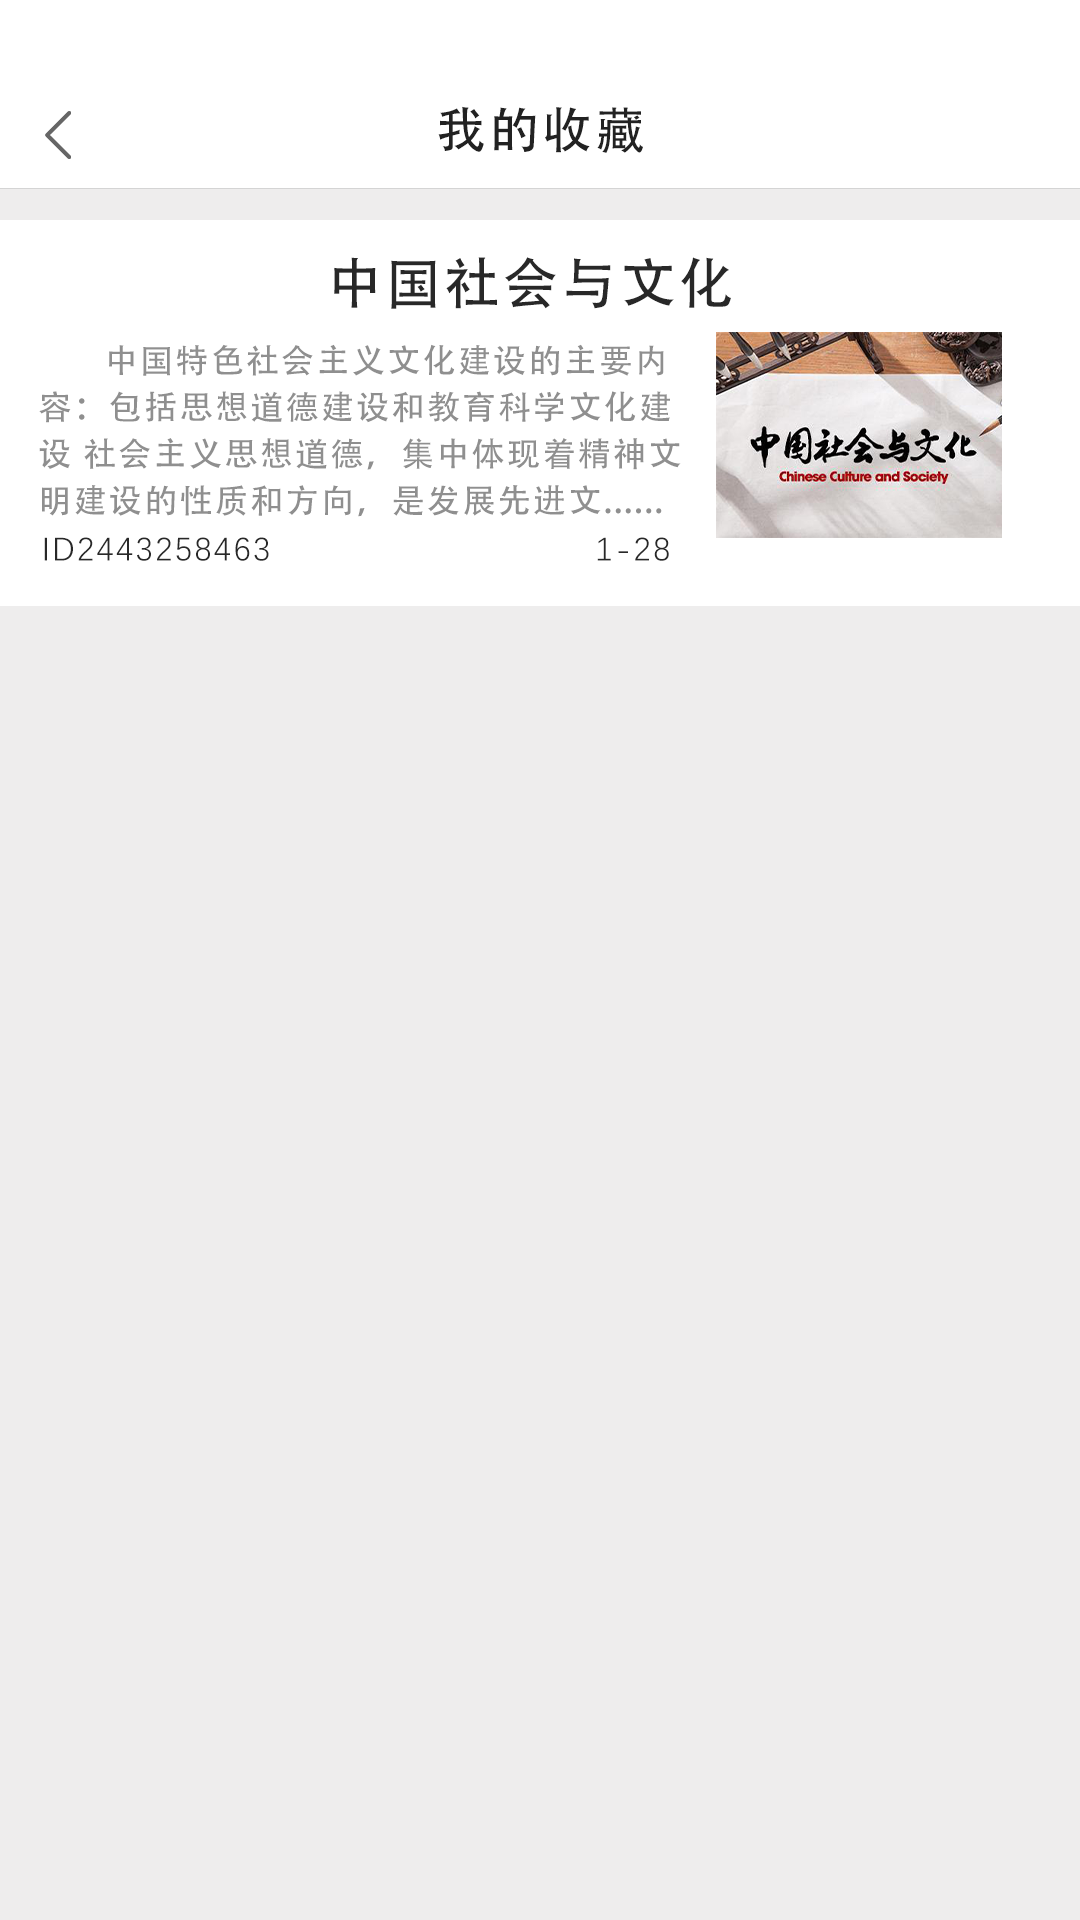 我的收藏
中国社会与文化
中国特色社会主义文化建设的主要内
容：包括思想道德建设和教育科学文化建
设 社会主义思想道德，集中体现着精神文
明建设的性质和方向，是发展先进文......
中国社会与文化
Chinese Culture and Society
ID2443258463
1-28